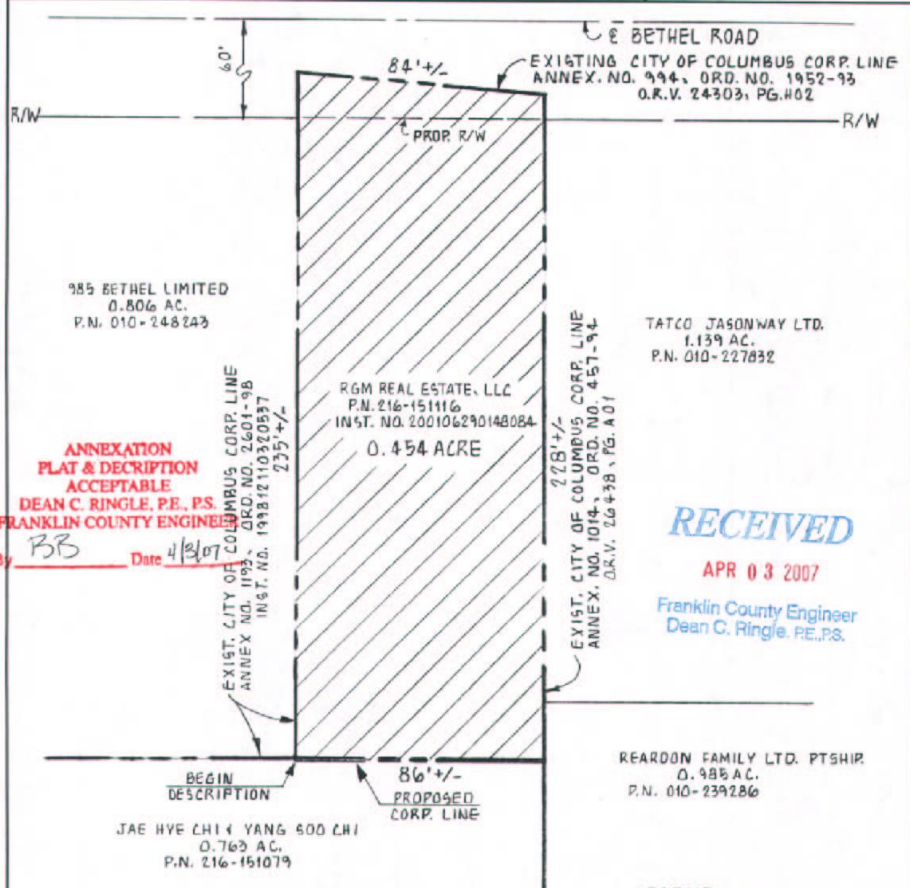 ℄ BETHEL ROAD
60'
84'+/-
EXISTING CITY OF COLUMBUS CORP. LINE
ANNEX. NO. 994, ORD. NO. 1952-93
O.R.V. 24303, PG. H02
R/W
PROP. R/W
R/W
985 BETHEL LIMITED
0.806 AC.
P.N. 010-248243
TATCO JASONWAY LTD.
1.139 AC.
P.N. 010-227832
RGM REAL ESTATE, LLC
P.N. 216-151116
INST. NO. 200106290148084
0.454 ACRE
EXIST. CITY OF COLUMBUS CORP. LINE
ANNEX NO. 1193, ORD. NO. 2601-98
INST. NO. 199812110320537
235'+/-
228'+/-
EXIST. CITY OF COLUMBUS CORP. LINE
ANNEX. NO. 1014, ORD. NO. 457-94
O.R.V. 26438, PG. A01
ANNEXATION
PLAT & DECRIPTION
ACCEPTABLE
DEAN C. RINGLE, P.E., P.S.
FRANKLIN COUNTY ENGINEER
By BB Date 4/3/07
RECEIVED
APR 03 2007
Franklin County Engineer
Dean C. Ringle, P.E., P.S.
BEGIN
DESCRIPTION
86'+/-
PROPOSED
CORP. LINE
REARDON FAMILY LTD. PTSHIP.
0.985 AC.
P.N. 010-239286
JAE HYE CHI & YANG SOO CHI
0.763 AC.
P.N. 216-151079